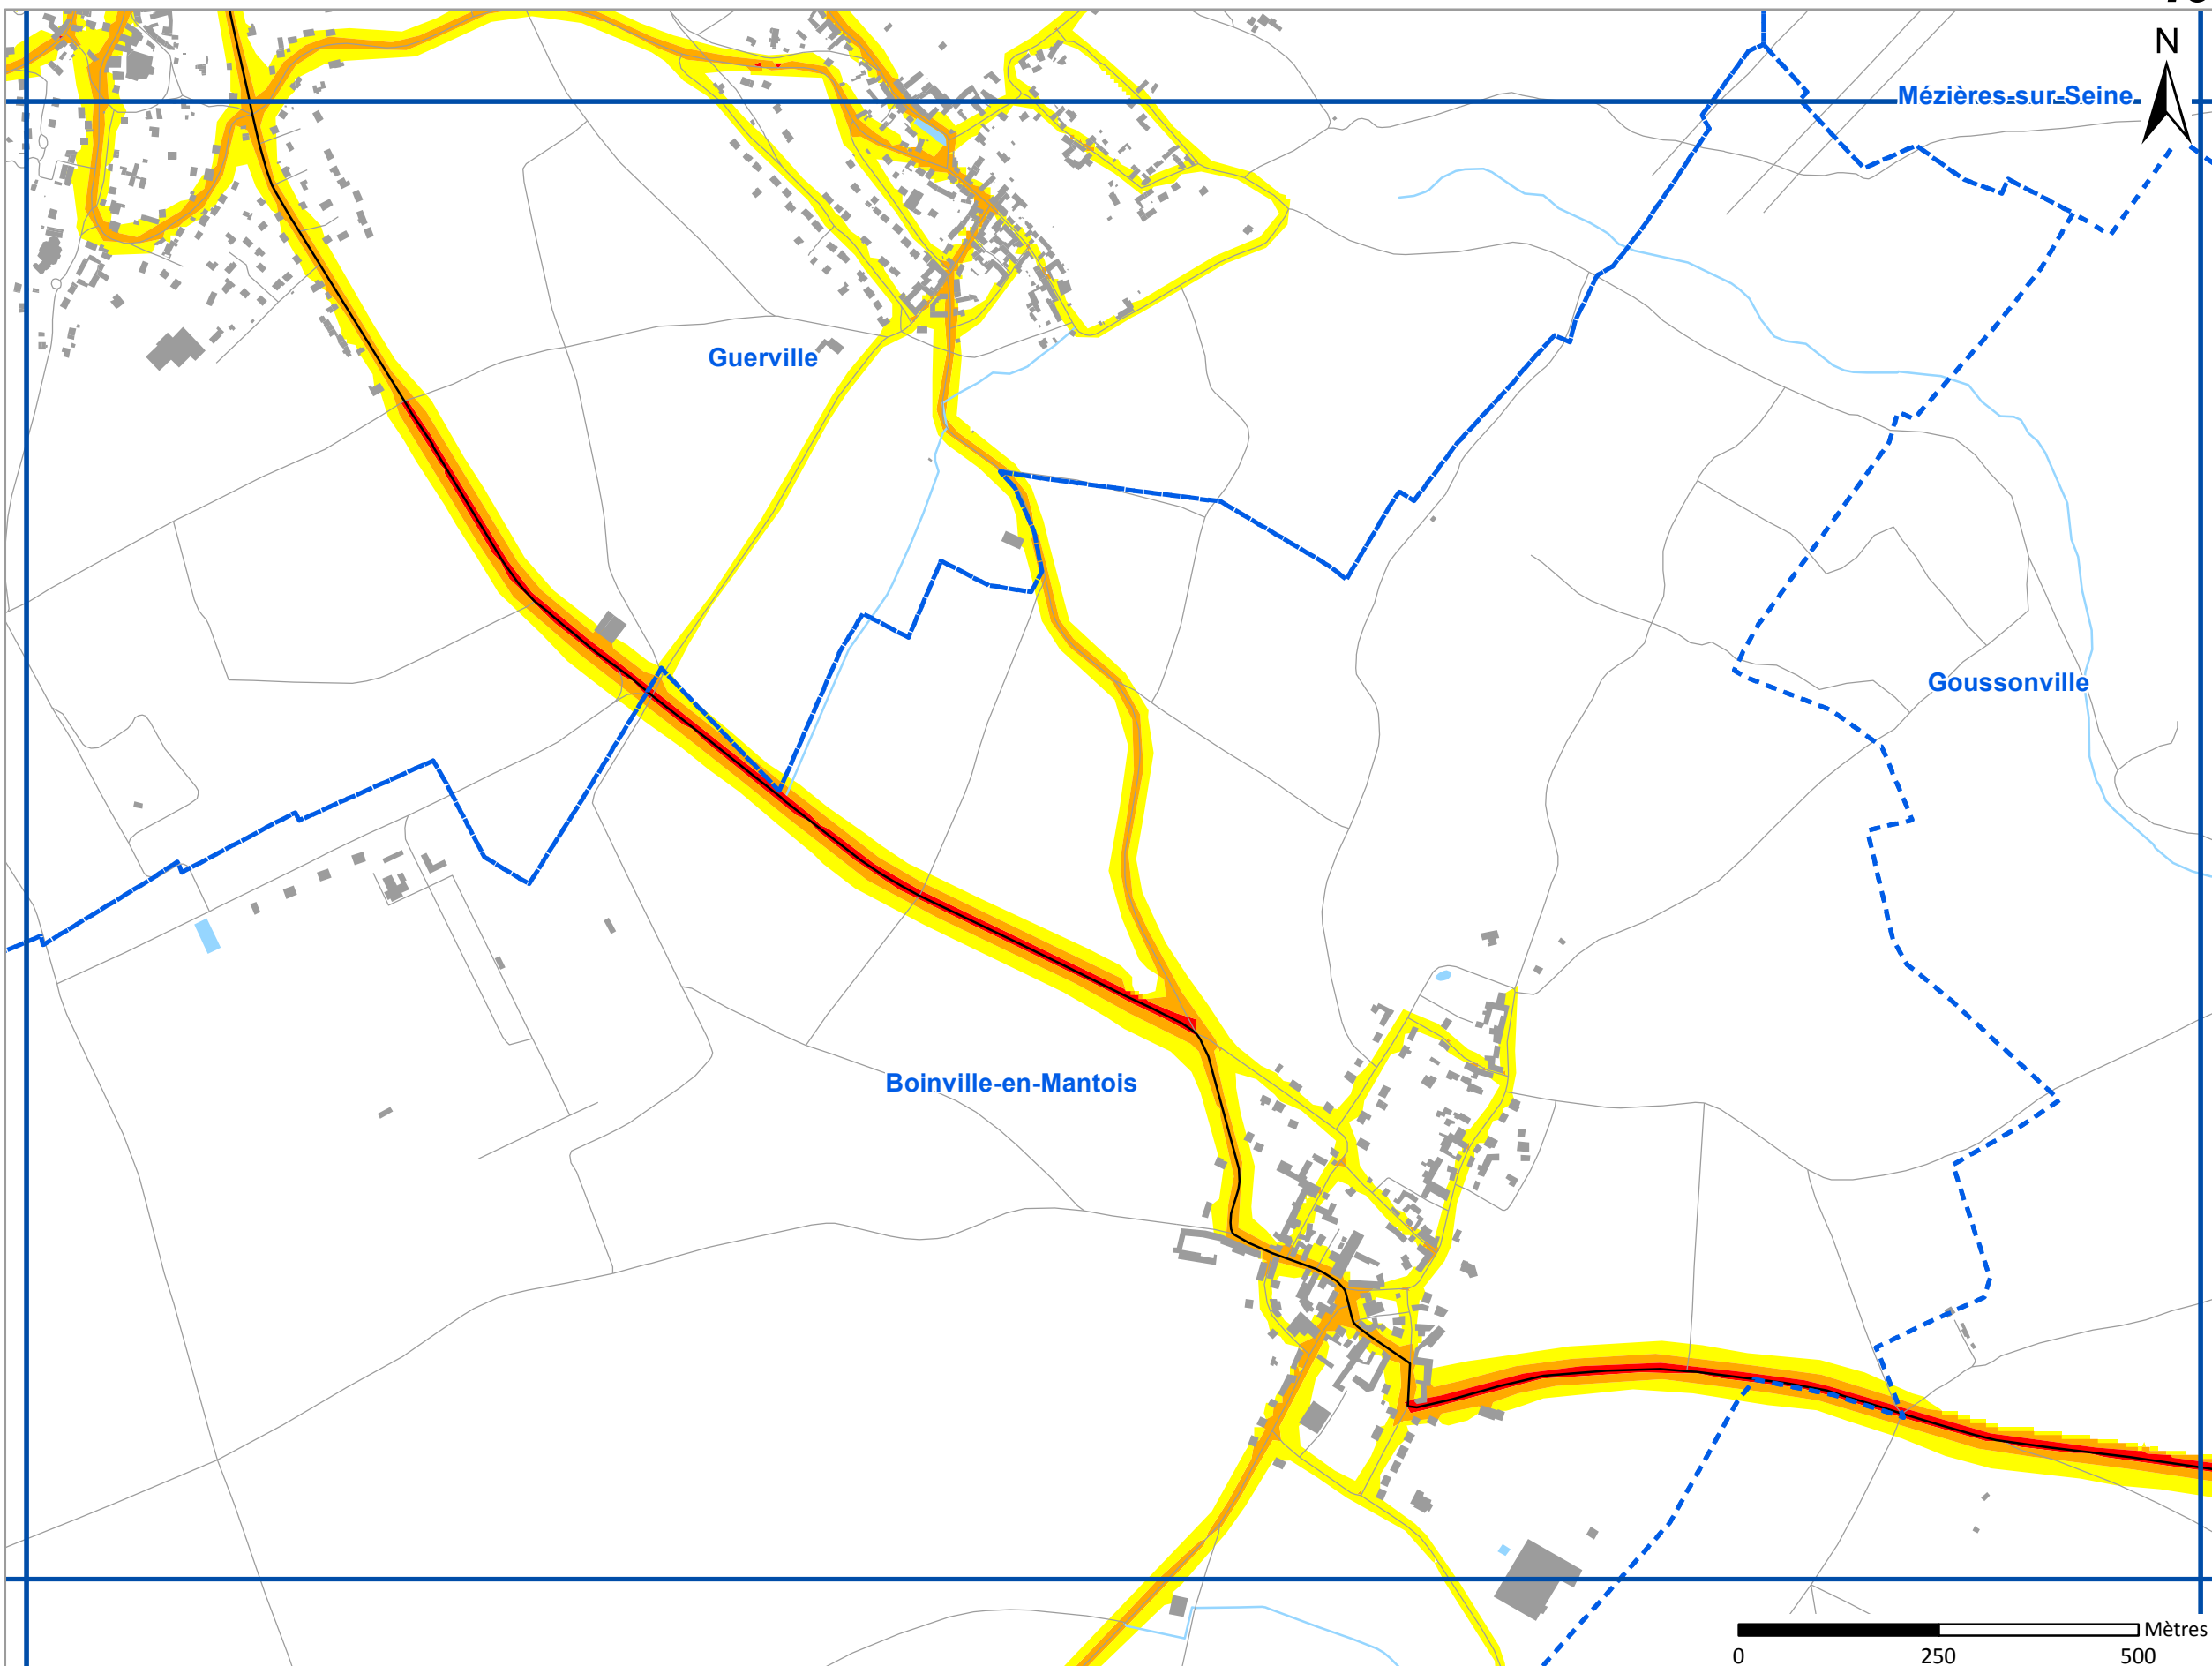 N
Mézières-sur-Seine
Guerville
Goussonville
Boinville-en-Mantois
Mètres
0 250 500